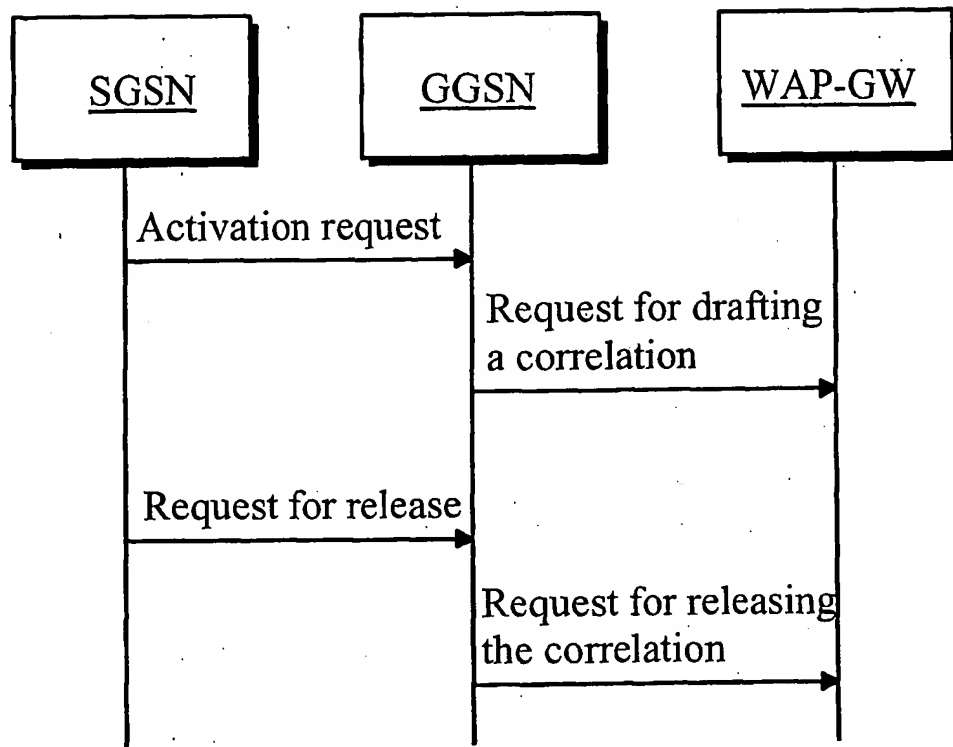 SGSN
GGSN
WAP-GW
Activation request
Request for drafting
a correlation
Request for release
Request for releasing
the correlation